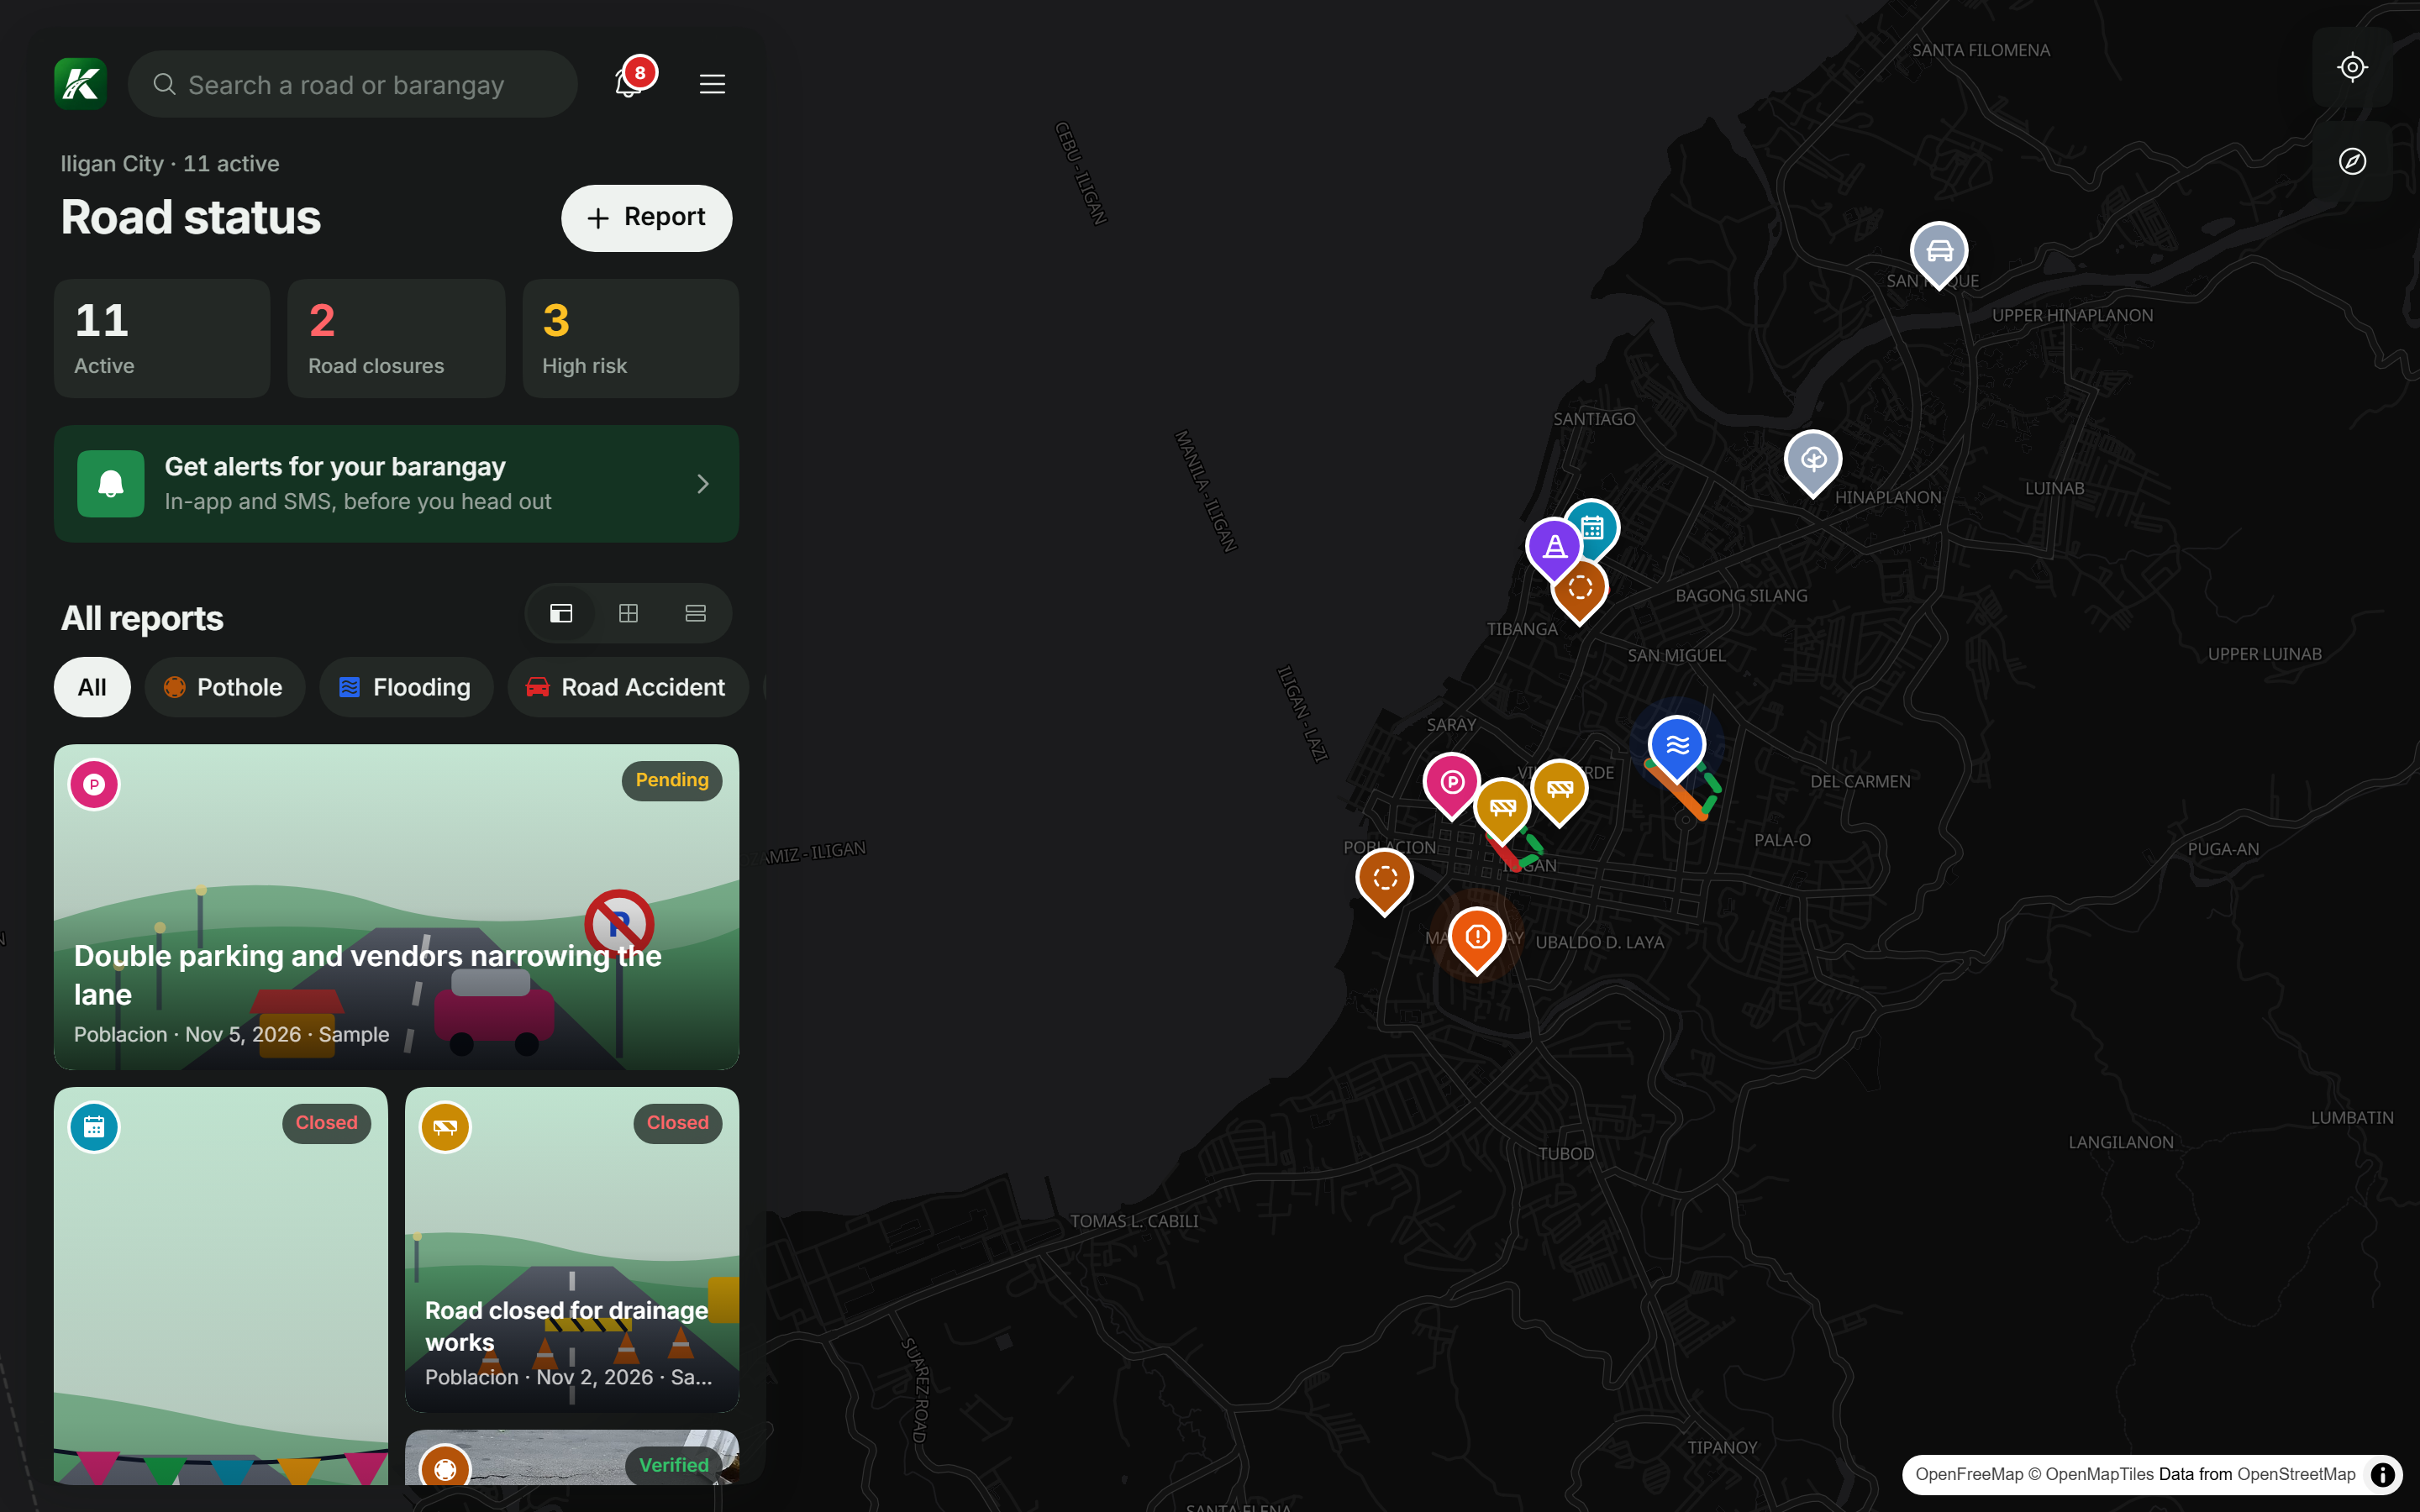 K
Search a road or barangay
8
Iligan City · 11 active
Road status
Report
11
Active
2
Road closures
3
High risk
Get alerts for your barangay
In-app and SMS, before you head out
All reports
All
Pothole
Flooding
Road Accident
P
Pending
P
Double parking and vendors narrowing the
lane
Poblacion · Nov 5, 2026 · Sample
Closed
Closed
Road closed for drainage
works
Poblacion · Nov 2, 2026 · Sa...
Verified
SANTA FILOMENA
CEBU - ILIGAN
UPPER HINAPLANON
SANTIAGO
MANILA - ILIGAN
HINAPLANON
LUINAB
BAGONG SILANG
TIBANGA
SAN MIGUEL
UPPER LUINAB
ILIGAN - LAZI
SARAY
P
DEL CARMEN
POBLACION
PALA-O
PUGA-AN
AMIZ - ILIGAN
UBALDO D. LAYA
LUMBATIN
LANGILANON
TUBOD
TOMAS L. CABILI
SUAREZ ROAD
TIPANOY
OpenFreeMap © OpenMapTiles Data from OpenStreetMap
SANTA ELENA